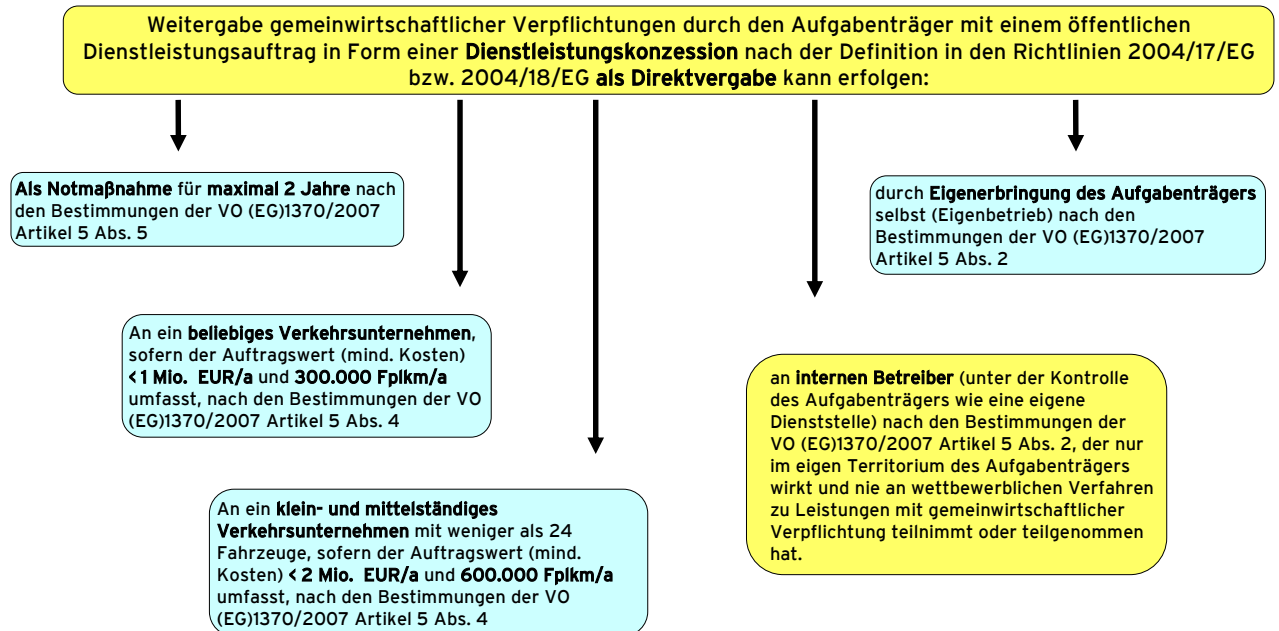 Weitergabe gemeinwirtschaftlicher Verpflichtungen durch den Aufgabenträger mit einem öffentlichen
Dienstleistungsauftrag in Form einer Dienstleistungskonzession nach der Definition in den Richtlinien 2004/17/EG
bzw. 2004/18/EG als Direktvergabe kann erfolgen:
Als Notmaßnahme für maximal 2 Jahre nach
den Bestimmungen der VO (EG)1370/2007
Artikel 5 Abs. 5
durch Eigenerbringung des Aufgabenträgers
selbst (Eigenbetrieb) nach den
Bestimmungen der VO (EG)1370/2007
Artikel 5 Abs. 2
An ein beliebiges Verkehrsunternehmen,
sofern der Auftragswert (mind. Kosten)
< 1 Mio. EUR/a und 300.000 Fplkm/a
umfasst, nach den Bestimmungen der VO
(EG)1370/2007 Artikel 5 Abs. 4
an internen Betreiber (unter der Kontrolle
des Aufgabenträgers wie eine eigene
Dienststelle) nach den Bestimmungen der
VO (EG)1370/2007 Artikel 5 Abs. 2, der nur
im eigen Territorium des Aufgabenträgers
wirkt und nie an wettbewerblichen Verfahren
zu Leistungen mit gemeinwirtschaftlicher
Verpflichtung teilnimmt oder teilgenommen
hat.
An ein klein- und mittelständiges
Verkehrsunternehmen mit weniger als 24
Fahrzeuge, sofern der Auftragswert (mind.
Kosten) < 2 Mio. EUR/a und 600.000 Fplkm/a
umfasst, nach den Bestimmungen der VO
(EG)1370/2007 Artikel 5 Abs. 4